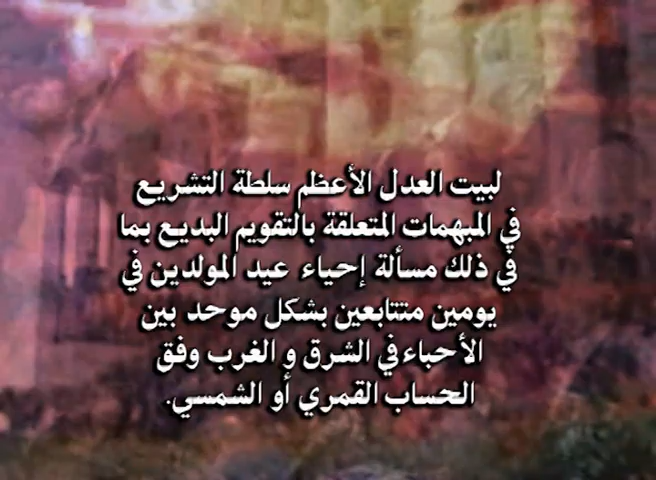 لبيت العدل الأعظم سلطة التشريع
في المبهمات المتعلقة بالتقويم البديع بما
في ذلك مسألة إحياء عيد المولدين في
يومين متتابعين بشكل موحد بين
الأحباء في الشرق و الغرب وفق
الحساب القمري أو الشمسي.